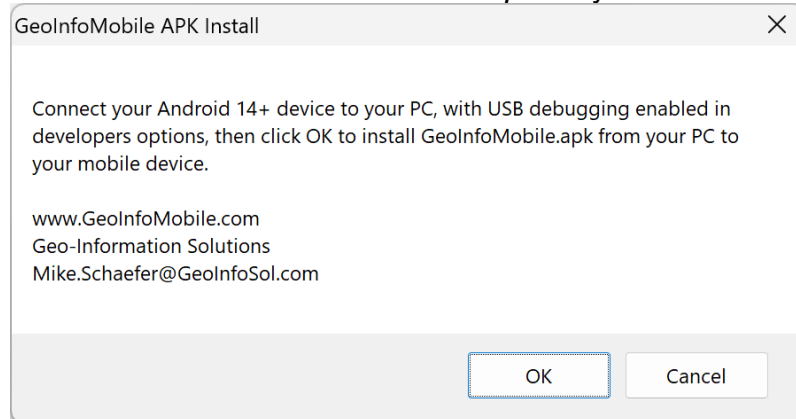 GeoInfoMobile APK Install
Connect your Android 14+ device to your PC, with USB debugging enabled in
developers options, then click OK to install GeoInfoMobile.apk from your PC to
your mobile device.
www.GeoInfoMobile.com
Geo-Information Solutions
Mike.Schaefer@GeoInfoSol.com
OK
Cancel